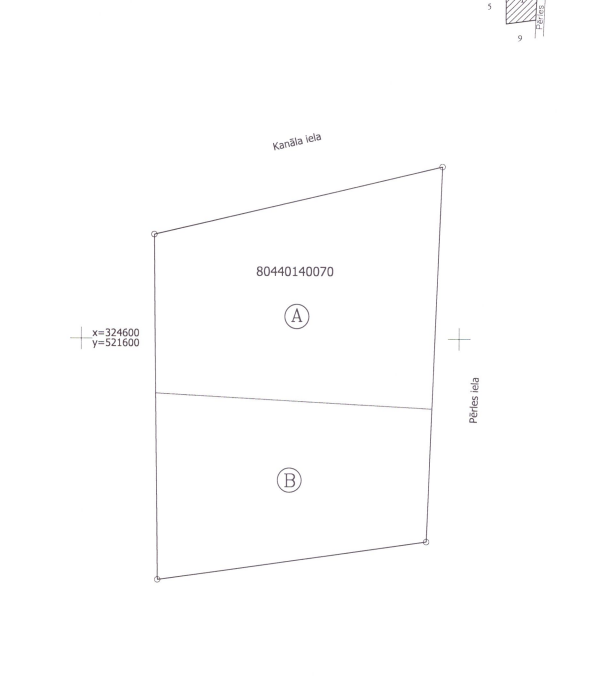 5
Pērles
9
Kanāla iela
80440140070
A
x=324600
y=521600
Pērles iela
B